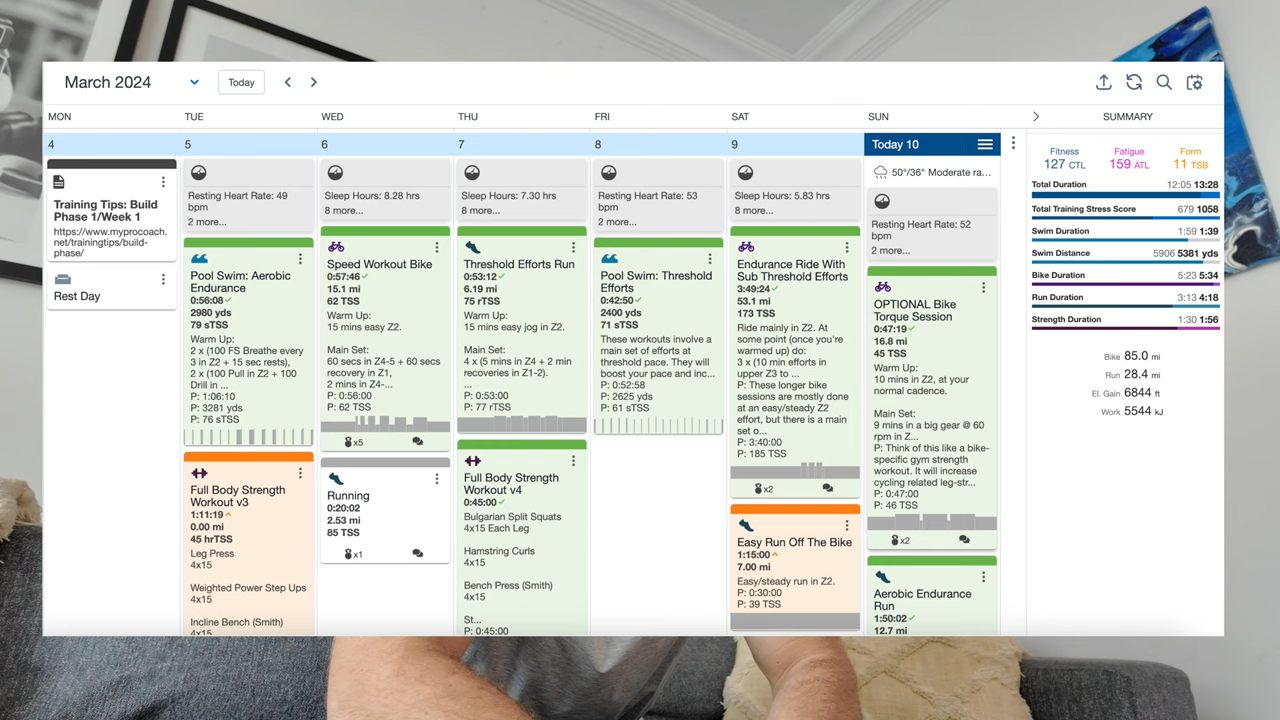 March 2024
Today
MON
TUE
WED
THU
FRI
SAT
SUN
SUMMARY
4
5
6
7
8
9
Today 10
Training Tips: Build
Phase 1/Week 1
https://www.myprocoach.
net/trainingtips/build-
phase/
Rest Day
Resting Heart Rate: 49
bpm
2 more...
Pool Swim: Aerobic
Endurance
0:56:08
2980 yds
79 sTSS
Warm Up:
2 x (100 FS Breathe every
3 in Z2 + 15 sec rests),
2 x (100 Pull in Z2 + 100
Drill in ...
P: 1:06:10
P: 3281 yds
P: 76 sTSS
Full Body Strength
Workout v3
1:11:19
0.00 mi
45 hrTSS
Leg Press
4x15
Weighted Power Step Ups
4x15
Incline Bench (Smith)
4x15
Sleep Hours: 8.28 hrs
8 more...
Speed Workout Bike
0:57:46
15.1 mi
62 TSS
Warm Up:
15 mins easy Z2.
Main Set:
60 secs in Z4-5 + 60 secs
recovery in Z1,
2 mins in Z4-...
P: 0:56:00
P: 62 TSS
x5
Running
0:20:02
2.53 mi
85 TSS
x1
Sleep Hours: 7.30 hrs
8 more...
Threshold Efforts Run
0:53:12
6.19 mi
75 rTSS
Warm Up:
15 mins easy jog in Z2.
Main Set:
4 x (5 mins in Z4 + 2 min
recoveries in Z1-2).
...
P: 0:53:00
P: 77 rTSS
Full Body Strength
Workout v4
0:45:00
Bulgarian Split Squats
4x15 Each Leg
Hamstring Curls
4x15
Bench Press (Smith)
4x15
St...
P: 0:45:00
Resting Heart Rate: 53
bpm
2 more...
Pool Swim: Threshold
Efforts
0:42:50
2400 yds
71 sTSS
These workouts involve a
main set of efforts at
threshold pace. They will
boost your pace and inc...
P: 0:52:58
P: 2625 yds
P: 61 sTSS
Sleep Hours: 5.83 hrs
8 more...
Endurance Ride With
Sub Threshold Efforts
3:49:24
53.1 mi
173 TSS
Ride mainly in Z2. At
some point (once you're
warmed up) do:
3 x (10 min efforts in
upper Z3 to ...
P: These longer bike
sessions are mostly done
at an easy/steady Z2
effort, but there is a main
set o...
P: 3:40:00
P: 185 TSS
x2
Easy Run Off The Bike
1:15:00
7.00 mi
Easy/steady run in Z2.
P: 0:30:00
P: 39 TSS
50°/36° Moderate ra...
Resting Heart Rate: 52
bpm
2 more...
OPTIONAL Bike
Torque Session
0:47:19
16.8 mi
45 TSS
Warm Up:
10 mins in Z2, at your
normal cadence.
Main Set:
9 mins in a big gear @ 60
rpm in Z...
P: Think of this like a bike-
specific gym strength
workout. It will increase
cycling related leg-str...
P: 0:47:00
P: 46 TSS
x2
Aerobic Endurance
Run
1:50:02
12.7 mi
Fitness
127 CTL
Fatigue
159 ATL
Form
11 TSB
Total Duration 12:05 13:28
Total Training Stress Score 679 1058
Swim Duration 1:59 1:39
Swim Distance 5906 5381 yds
Bike Duration 5:23 5:34
Run Duration 3:13 4:18
Strength Duration 1:30 1:56
Bike 85.0 mi
Run 28.4 mi
El. Gain 6844 ft
Work 5544 kJ